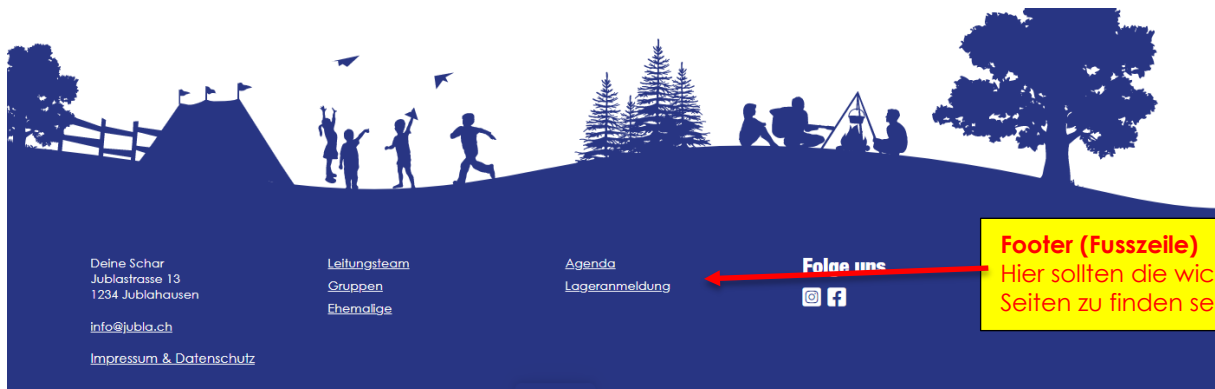 Deine Schar
Jublastrasse 13
1234 Jublahausen
info@jubla.ch
Impressum & Datenschutz
Leitungsteam
Gruppen
Ehemalige
Agenda
Lageranmeldung
Folge uns
Footer (Fusszeile)
Hier sollten die wic
Seiten zu finden se